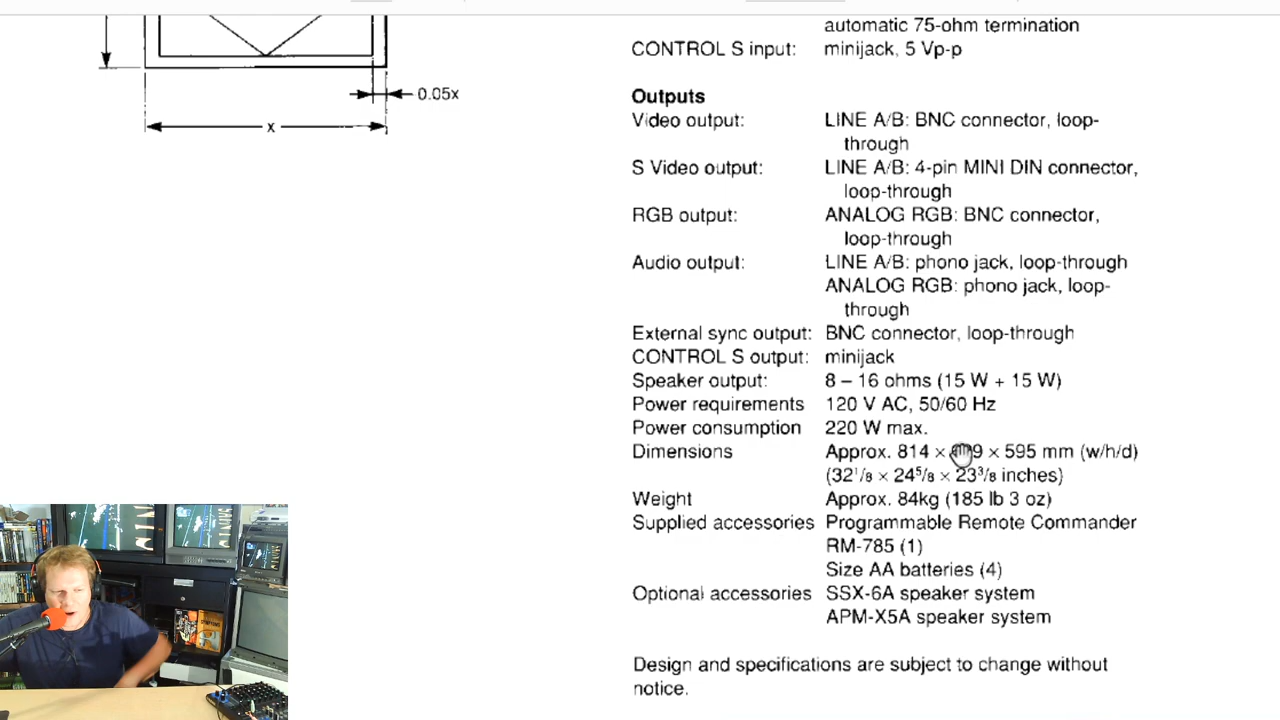 automatic 75-ohm termination
CONTROL S input: minijack, 5 Vp-p
0.05x
x
Outputs
Video output: LINE A/B: BNC connector, loop-
through
S Video output: LINE A/B: 4-pin MINI DIN connector,
loop-through
RGB output: ANALOG RGB: BNC connector,
loop-through
Audio output: LINE A/B: phono jack, loop-through
ANALOG RGB: phono jack, loop-
through
External sync output: BNC connector, loop-through
CONTROL S output: minijack
Speaker output: 8 – 16 ohms (15 W + 15 W)
Power requirements 120 V AC, 50/60 Hz
Power consumption 220 W max.
Dimensions Approx. 814 × × 595 mm (w/h/d)
(32 1/8 × 24 5/8 × 23 3/8 inches)
Weight Approx. 84kg (185 lb 3 oz)
Supplied accessories Programmable Remote Commander
RM-785 (1)
Size AA batteries (4)
Optional accessories SSX-6A speaker system
APM-X5A speaker system
Design and specifications are subject to change without
notice.